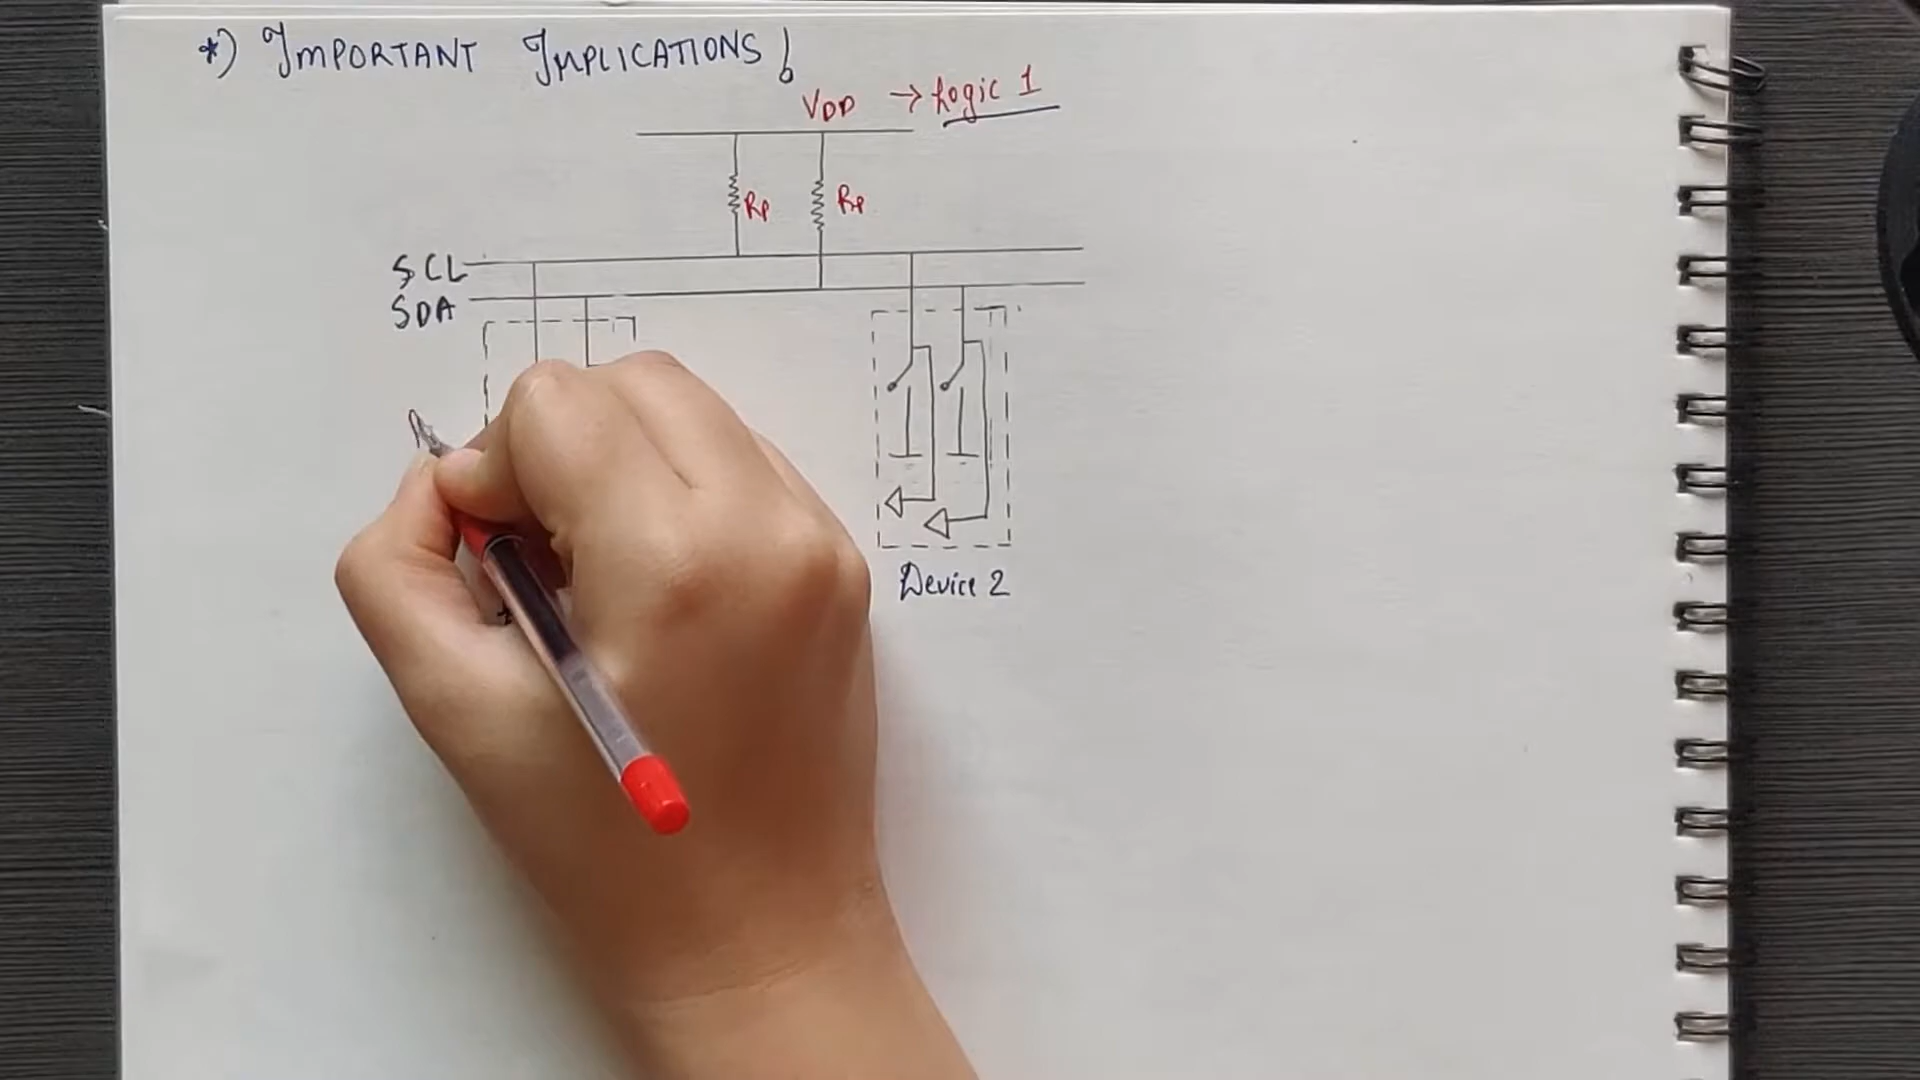 *) IMPORTANT IMPLICATIONS!
VDD → Logic 1
RP RP
SCL
SDA
Device 2